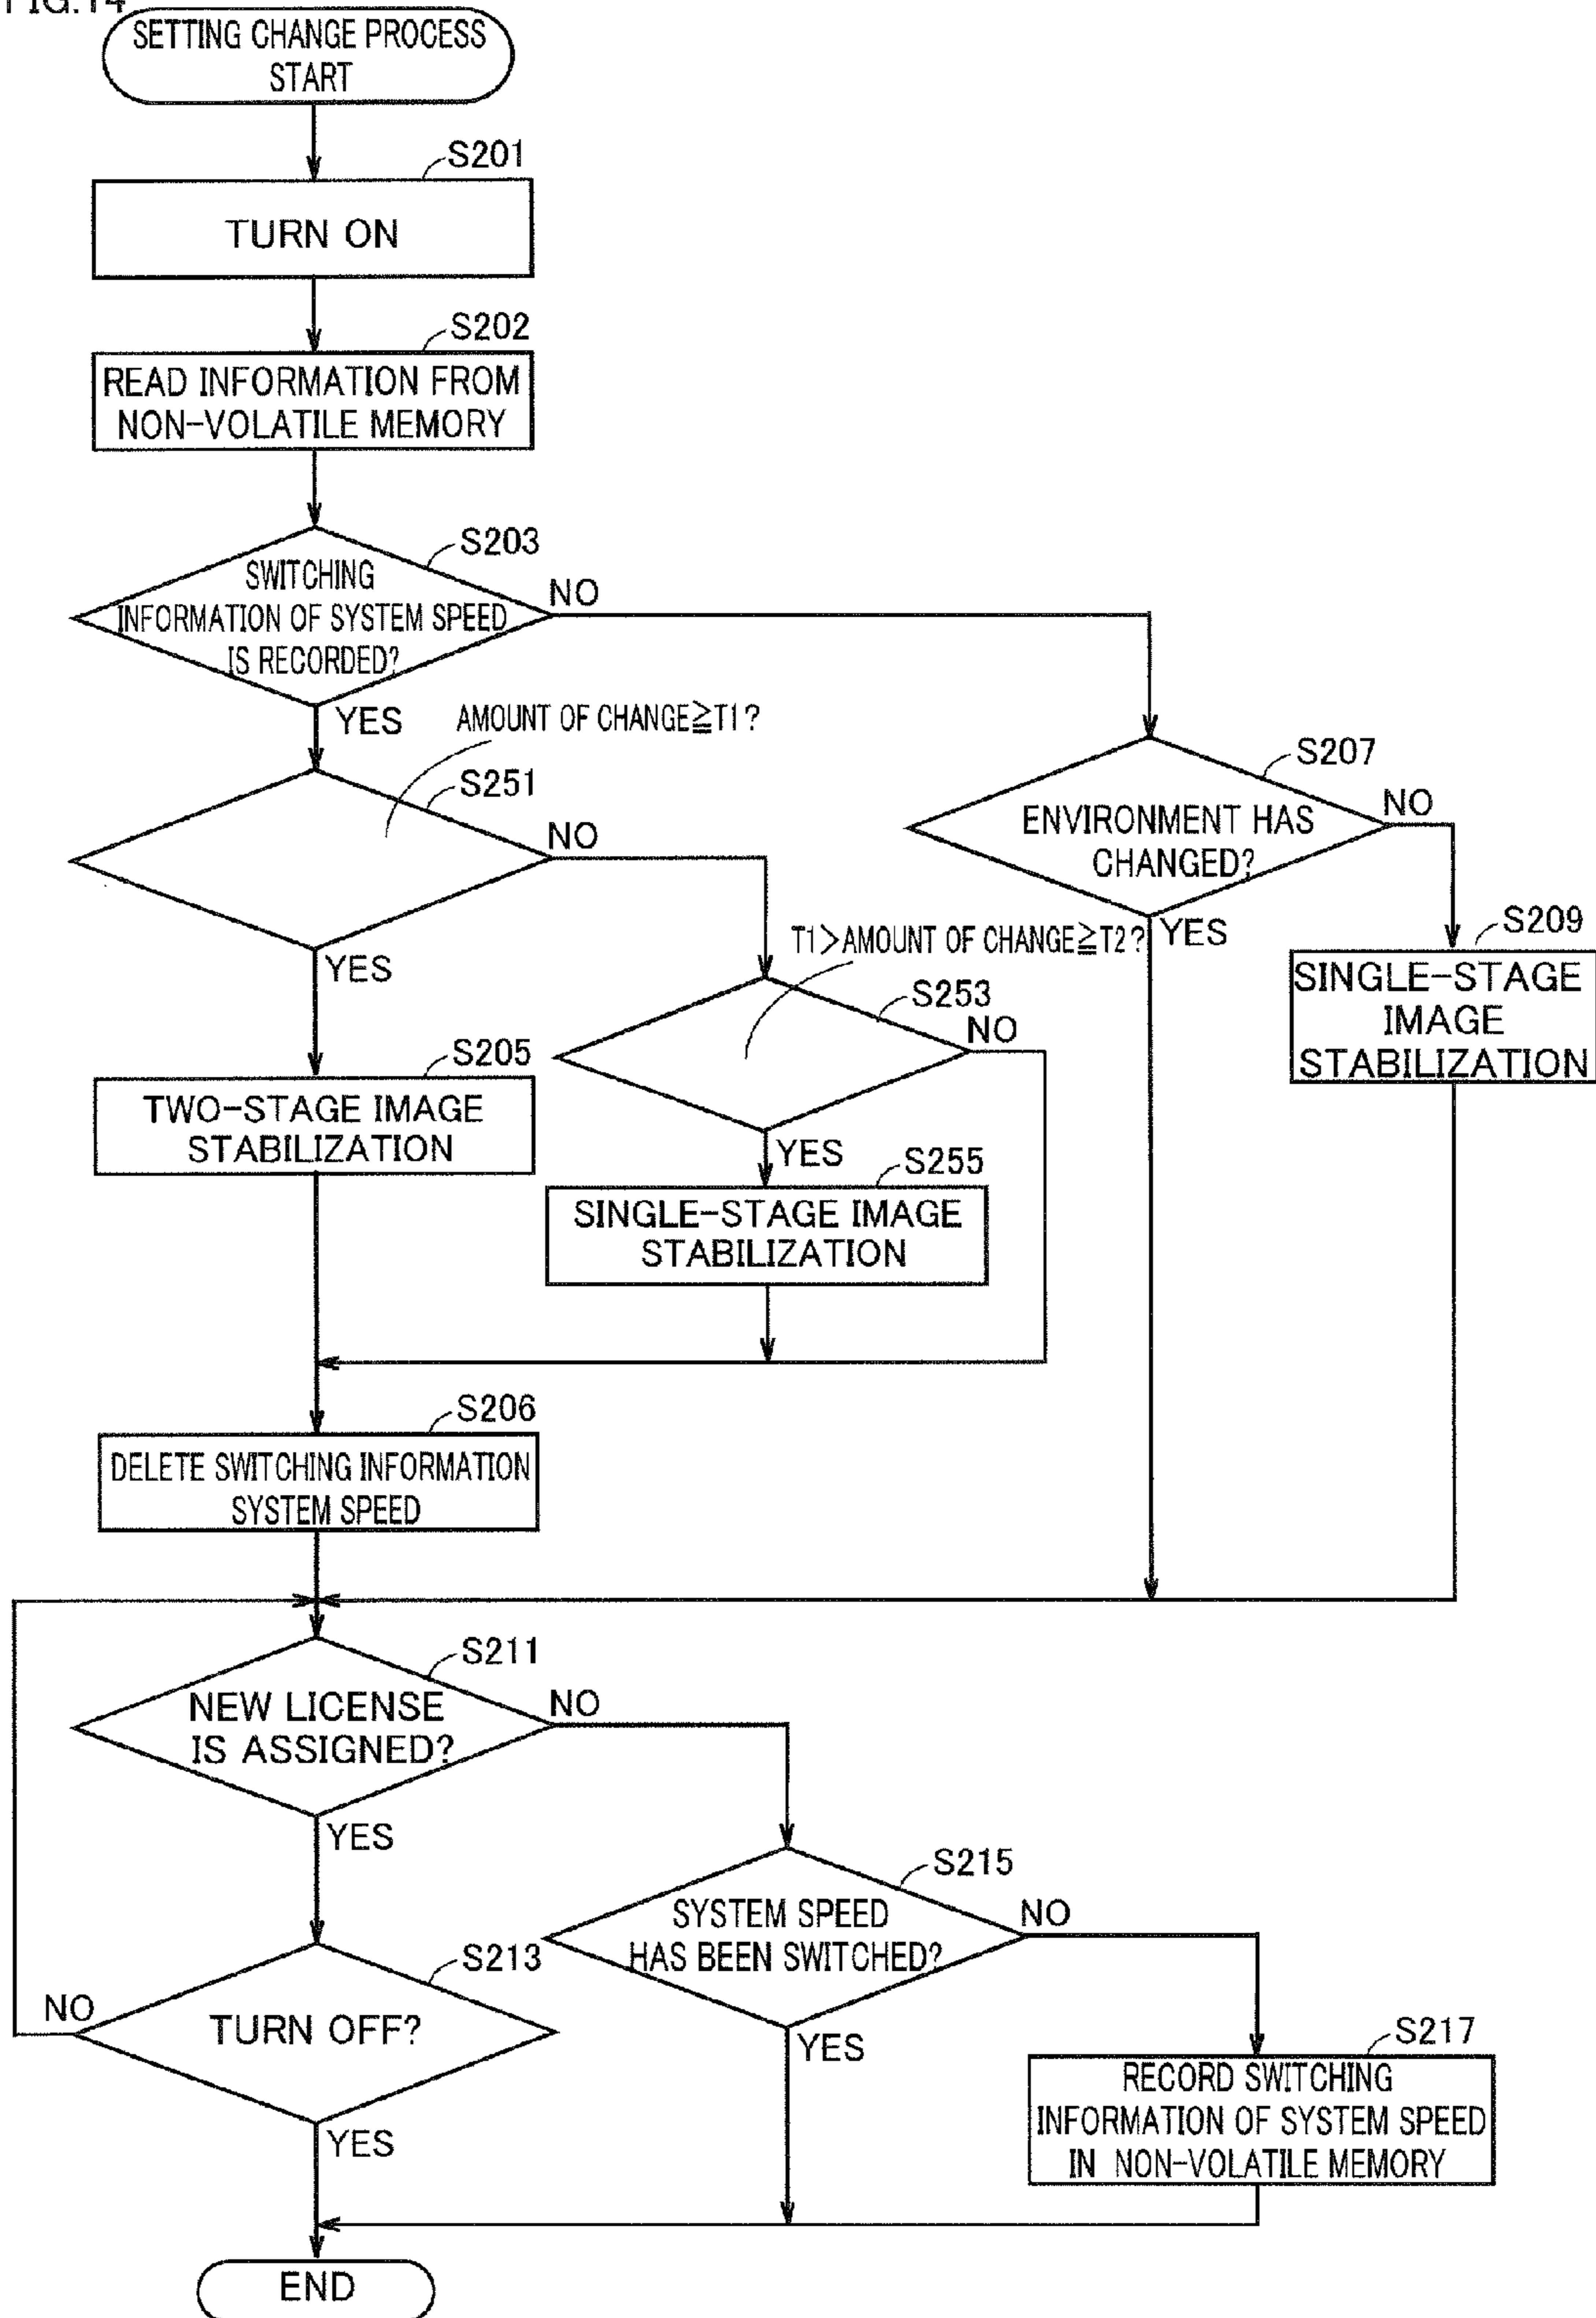 FIG.14
SETTING CHANGE PROCESS
START
S201
TURN ON
S202
READ INFORMATION FROM
NON-VOLATILE MEMORY
S203
SWITCHING
INFORMATION OF SYSTEM SPEED
IS RECORDED?
NO
YES
AMOUNT OF CHANGE≧T1?
S251
NO
YES
S207
ENVIRONMENT HAS
CHANGED?
NO
YES
S209
SINGLE-STAGE
IMAGE
STABILIZATION
T1>AMOUNT OF CHANGE≧T2?
S253
NO
YES
S205
TWO-STAGE IMAGE
STABILIZATION
S255
SINGLE-STAGE IMAGE
STABILIZATION
S206
DELETE SWITCHING INFORMATION
SYSTEM SPEED
S211
NEW LICENSE
IS ASSIGNED?
NO
YES
S215
SYSTEM SPEED
HAS BEEN SWITCHED?
NO
YES
S213
TURN OFF?
NO
YES
S217
RECORD SWITCHING
INFORMATION OF SYSTEM SPEED
IN NON-VOLATILE MEMORY
END